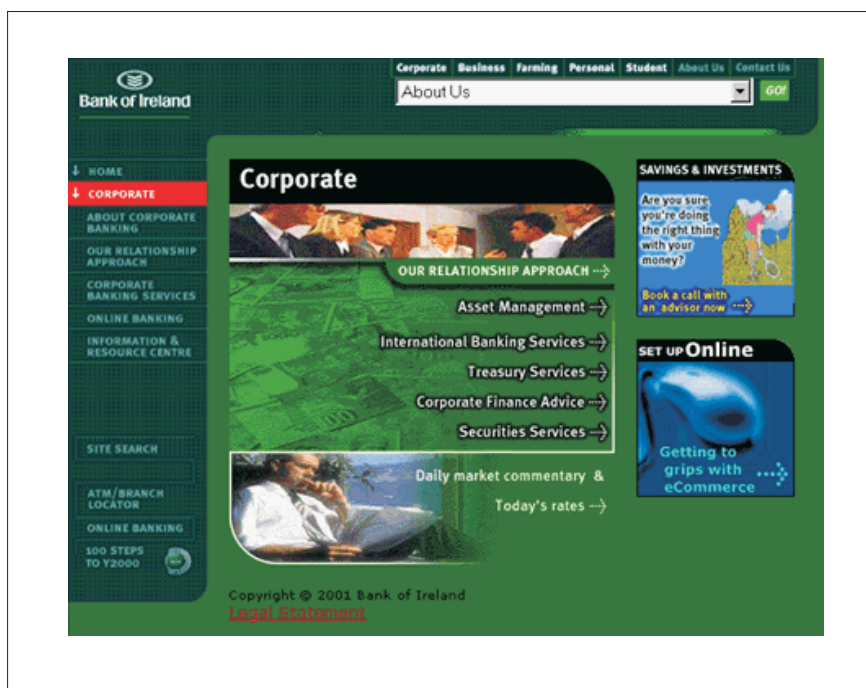 Corporate Business Farming Personal Student About Us Contact Us
Bank of Ireland
About Us
GO!
↓ HOME
↓ CORPORATE
ABOUT CORPORATE
BANKING
OUR RELATIONSHIP
APPROACH
CORPORATE
BANKING SERVICES
ONLINE BANKING
INFORMATION &
RESOURCE CENTRE
SITE SEARCH
ATM/BRANCH
LOCATOR
ONLINE BANKING
100 STEPS
TO Y2000
Corporate
OUR RELATIONSHIP APPROACH
Asset Management
International Banking Services
Treasury Services
Corporate Finance Advice
Securities Services
Daily market commentary &
Today's rates
SAVINGS & INVESTMENTS
Are you sure
you're doing
the right thing
with your
money?
Book a call with
an advisor now
SET UP Online
Getting to
grips with
eCommerce
Copyright © 2001 Bank of Ireland
Legal Etatement